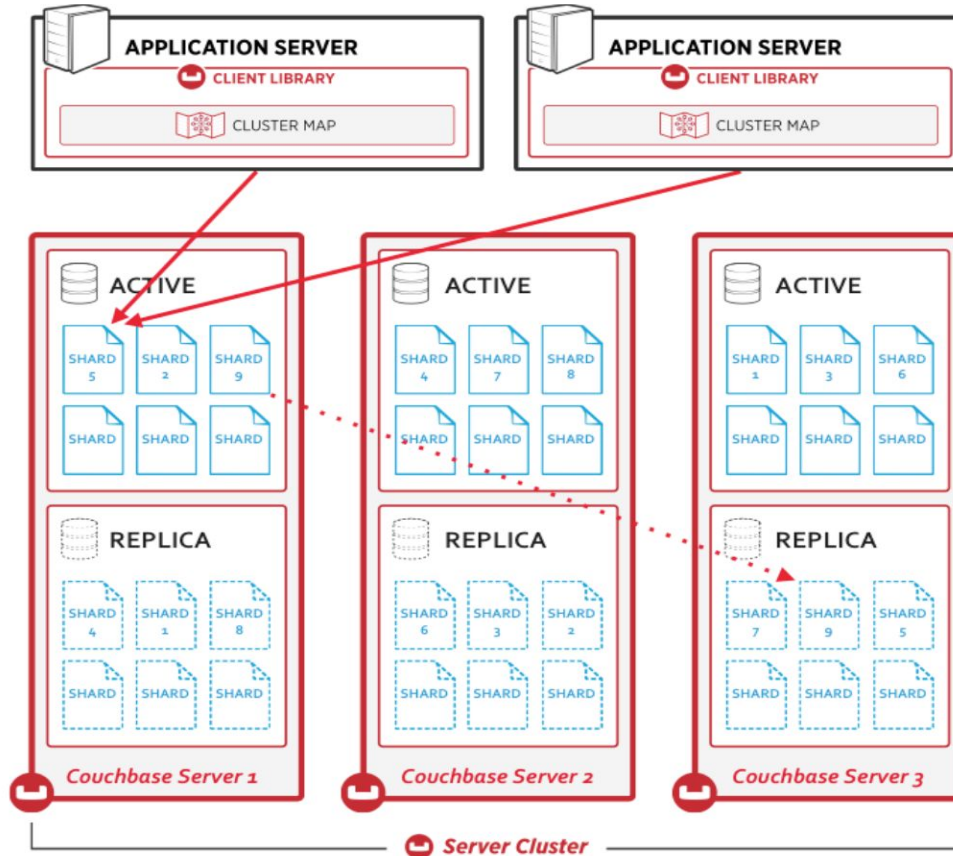 APPLICATION SERVER
CLIENT LIBRARY
CLUSTER MAP
APPLICATION SERVER
CLIENT LIBRARY
CLUSTER MAP
ACTIVE
SHARD 5 SHARD 2 SHARD 9
SHARD SHARD SHARD
REPLICA
SHARD 4 SHARD 1 SHARD 8
SHARD SHARD SHARD
Couchbase Server 1
ACTIVE
SHARD 4 SHARD 7 SHARD 8
SHARD SHARD SHARD
REPLICA
SHARD 6 SHARD 3 SHARD 2
SHARD SHARD SHARD
Couchbase Server 2
ACTIVE
SHARD 1 SHARD 3 SHARD 6
SHARD SHARD SHARD
REPLICA
SHARD 7 SHARD 9 SHARD 5
SHARD SHARD SHARD
Couchbase Server 3
Server Cluster